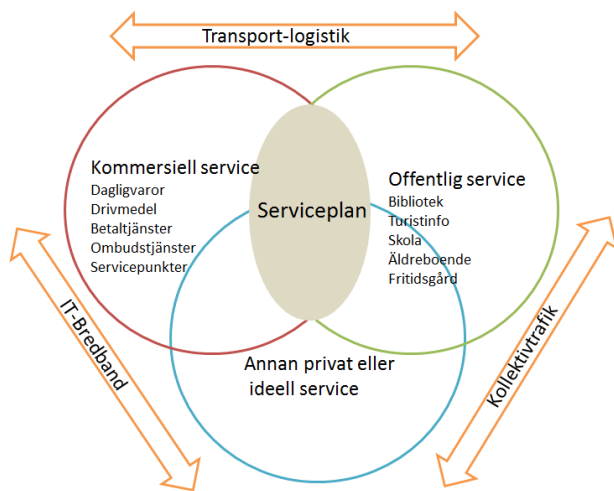 Transport-logistik
Kommersiell service
Dagligvaror
Drivmedel
Betaltjänster
Ombudstjänster
Servicepunkter
Serviceplan
Offentlig service
Bibliotek
Turistinfo
Skola
Äldreboende
Fritidsgård
Annan privat eller
ideell service
IT-Bredband
Kollektivtrafik